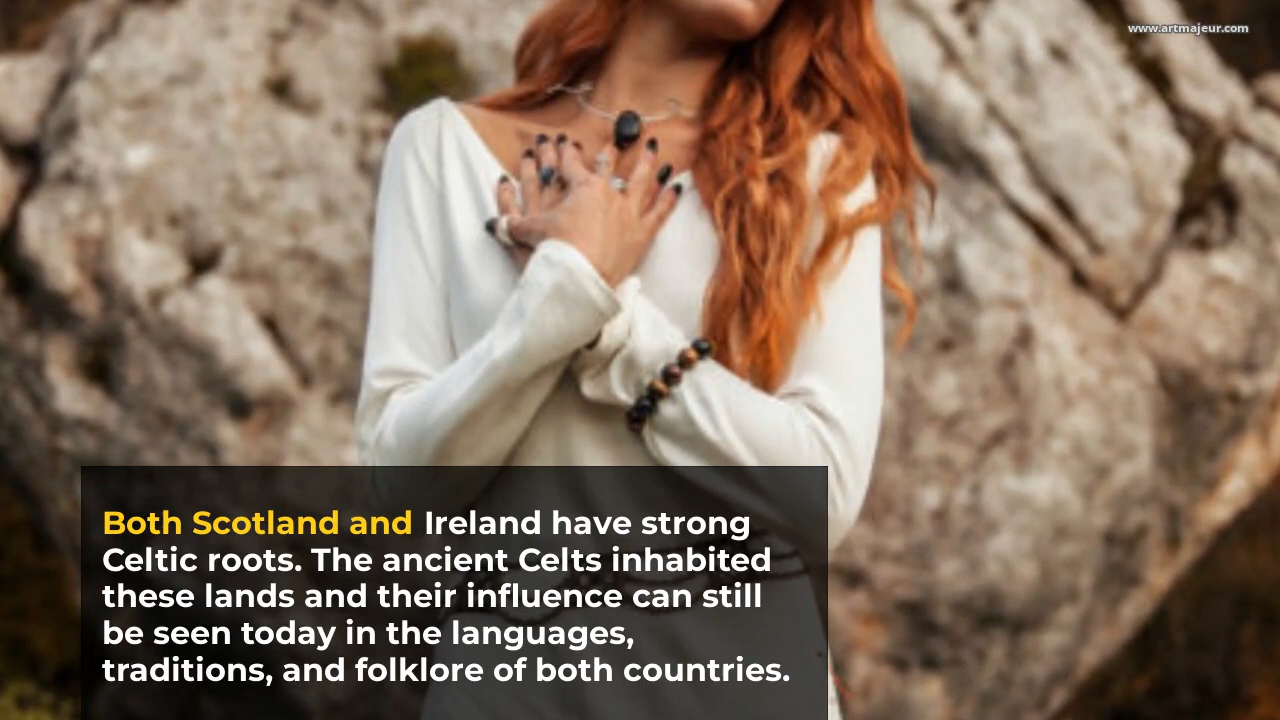 www.artmajeur.com
Both Scotland and Ireland have strong
Celtic roots. The ancient Celts inhabited
these lands and their influence can still
be seen today in the languages,
traditions, and folklore of both countries.